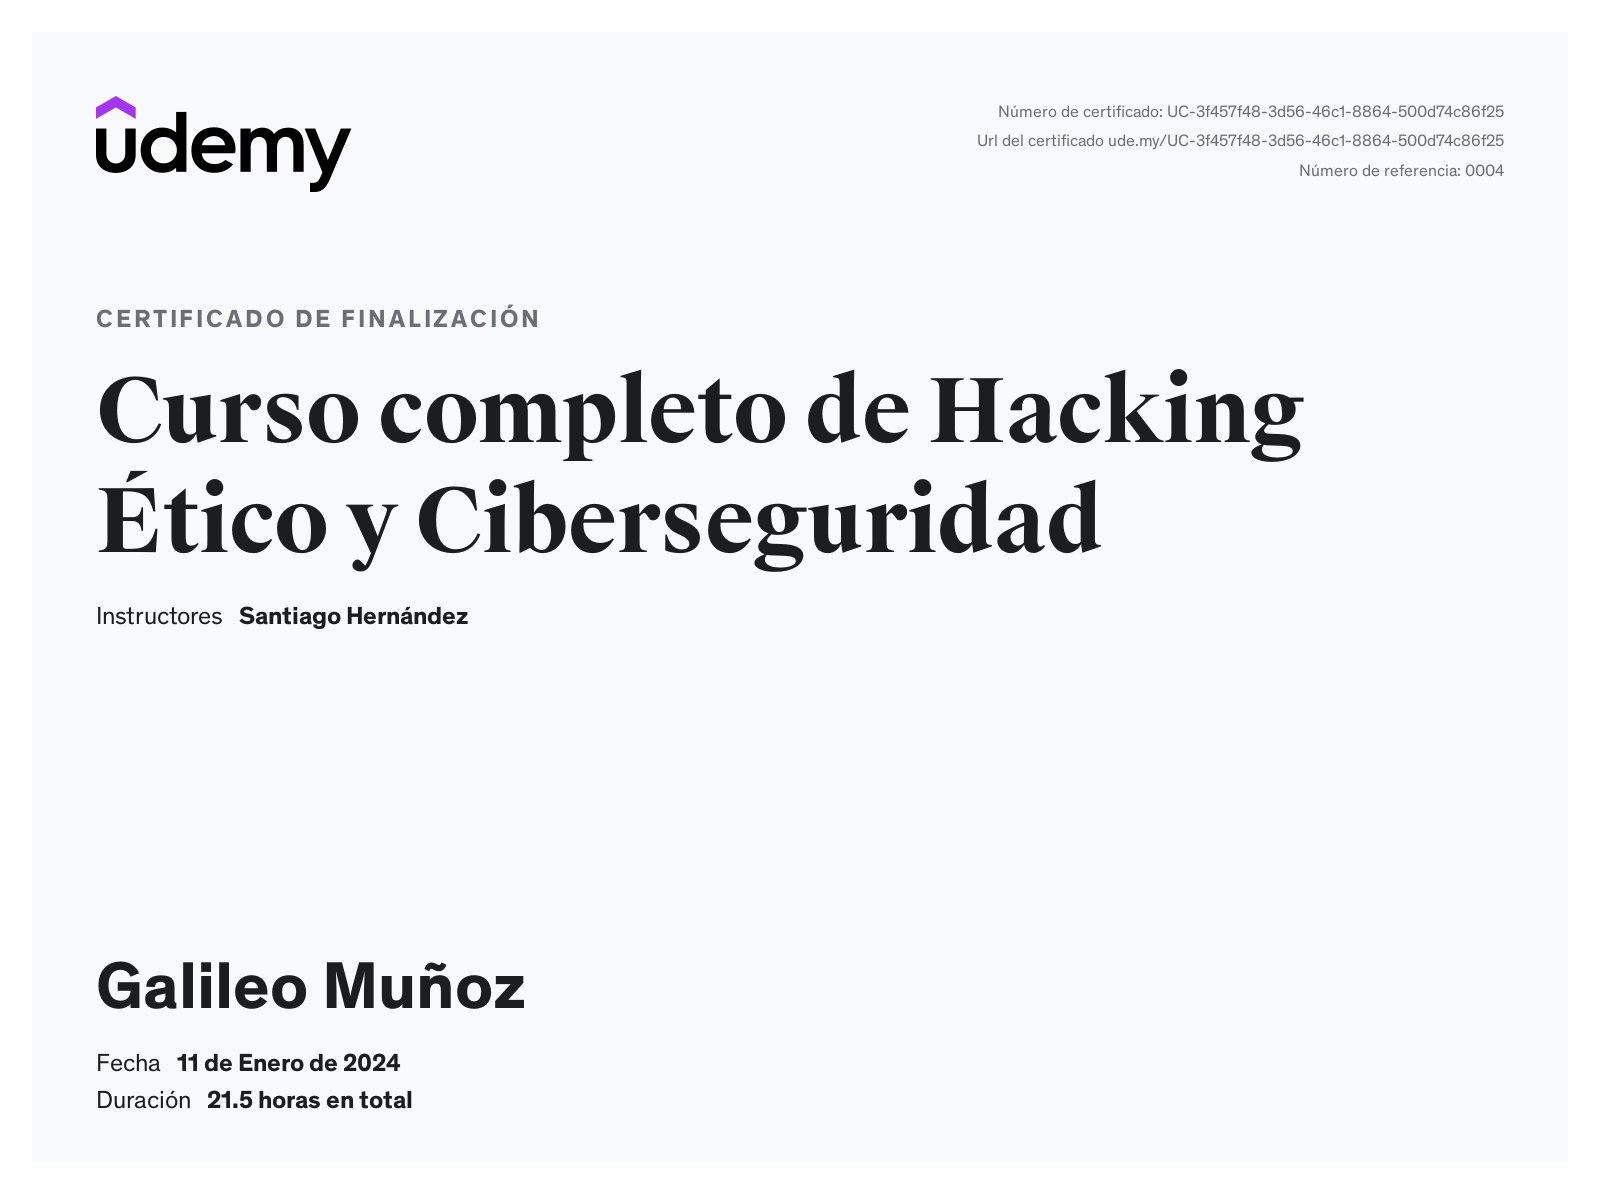 udemy
Número de certificado: UC-3f457f48-3d56-46c1-8864-500d74c86f25
Url del certificado ude.my/UC-3f457f48-3d56-46c1-8864-500d74c86f25
Número de referencia: 0004
CERTIFICADO DE FINALIZACIÓN
Curso completo de Hacking
Ético y Ciberseguridad
Instructores Santiago Hernández
Galileo Muñoz
Fecha 11 de Enero de 2024
Duración 21.5 horas en total